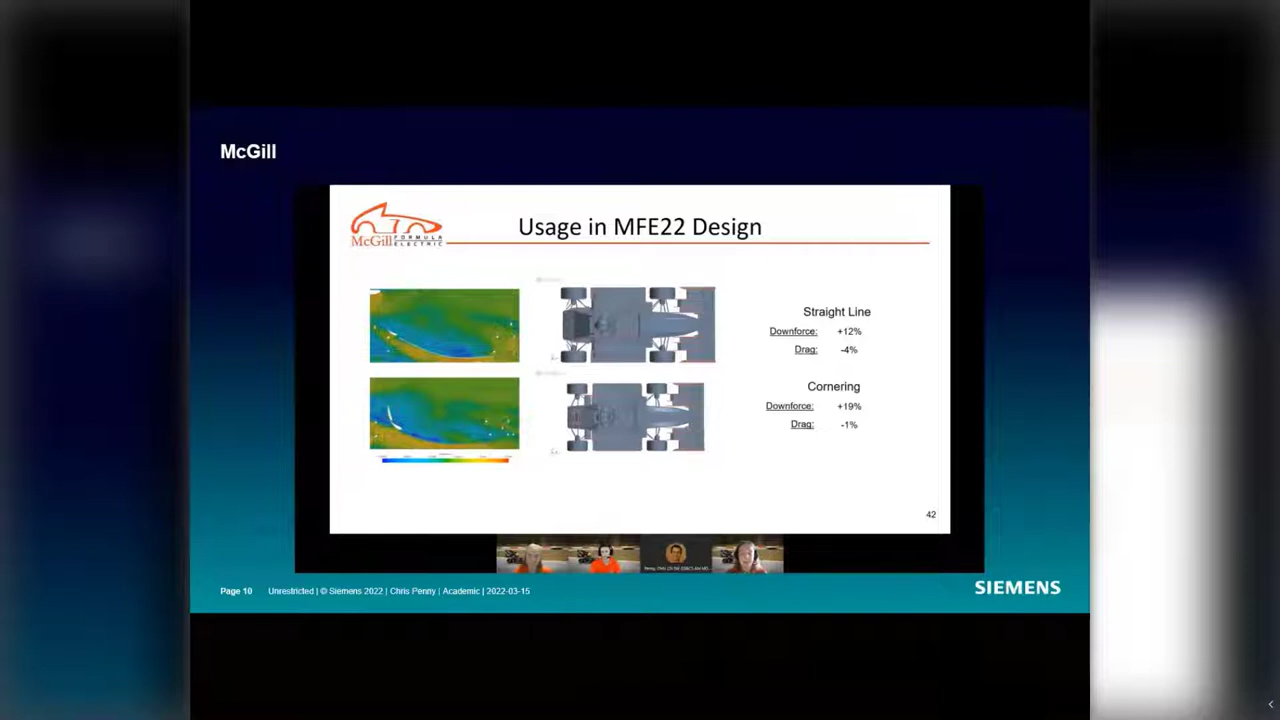 McGill
McGill FORMULA ELECTRIC
Usage in MFE22 Design
Straight Line
Downforce: +12%
Drag: -4%
Cornering
Downforce: +19%
Drag: -1%
42
Page 10 Unrestricted | © Siemens 2022 | Chris Penny | Academic | 2022-03-15
SIEMENS